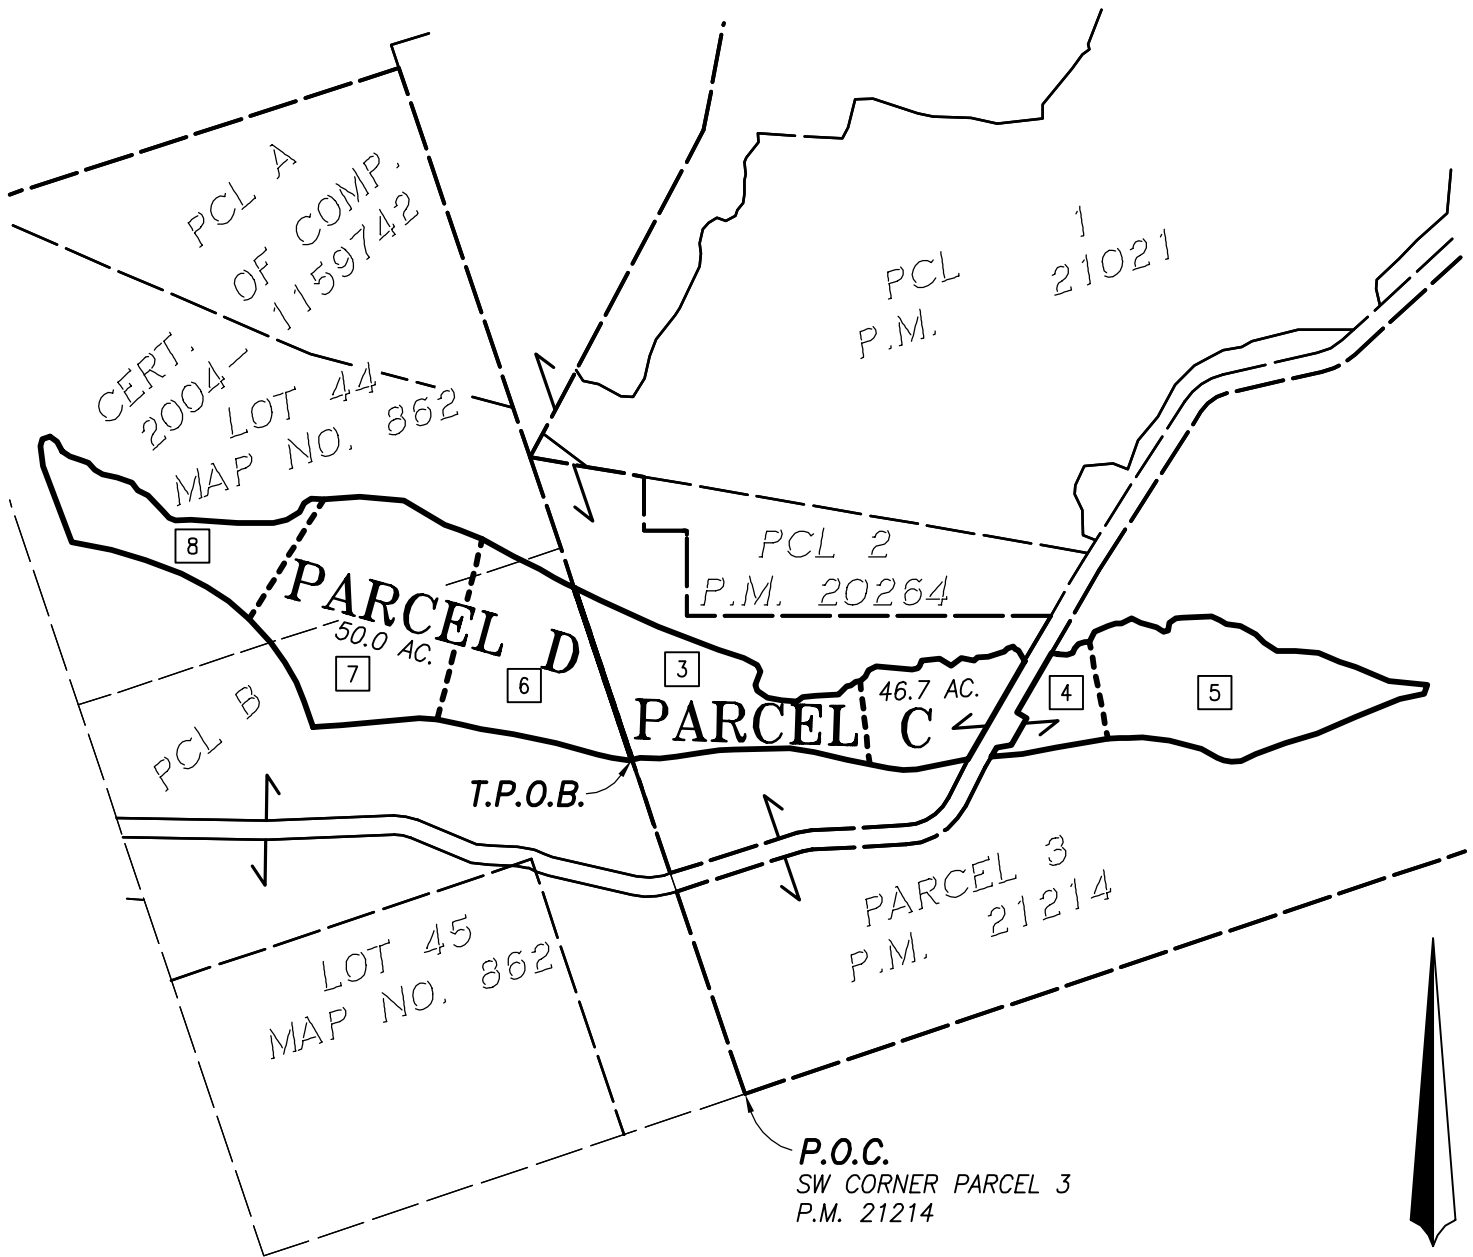 PCL A
CERT. OF COMP.
2004-1159742
LOT 44
MAP NO. 862
PCL 1
P.M. 21021
PCL 2
P.M. 20264
8
PARCEL D
50.0 AC.
7
6
3
PARCEL C
46.7 AC.
4
5
PCL B
T.P.O.B.
PARCEL 3
P.M. 21214
LOT 45
MAP NO. 862
P.O.C.
SW CORNER PARCEL 3
P.M. 21214